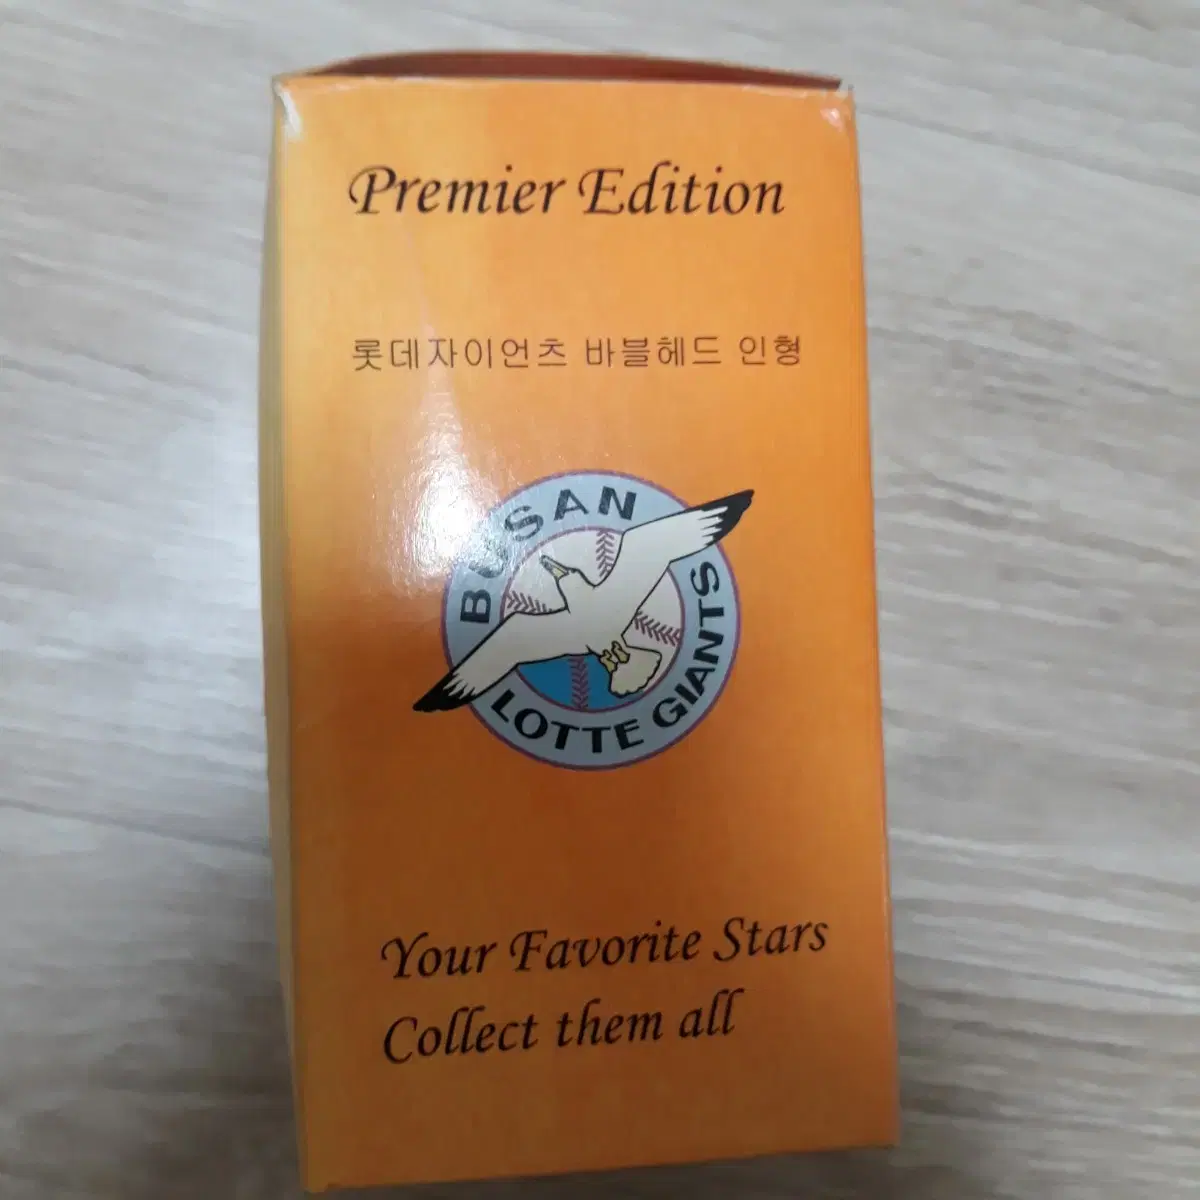 Premier Edition
롯데자이언츠 바블헤드 인형
BUSAN
LOTTE GIANTS
Your Favorite Stars
Collect them all